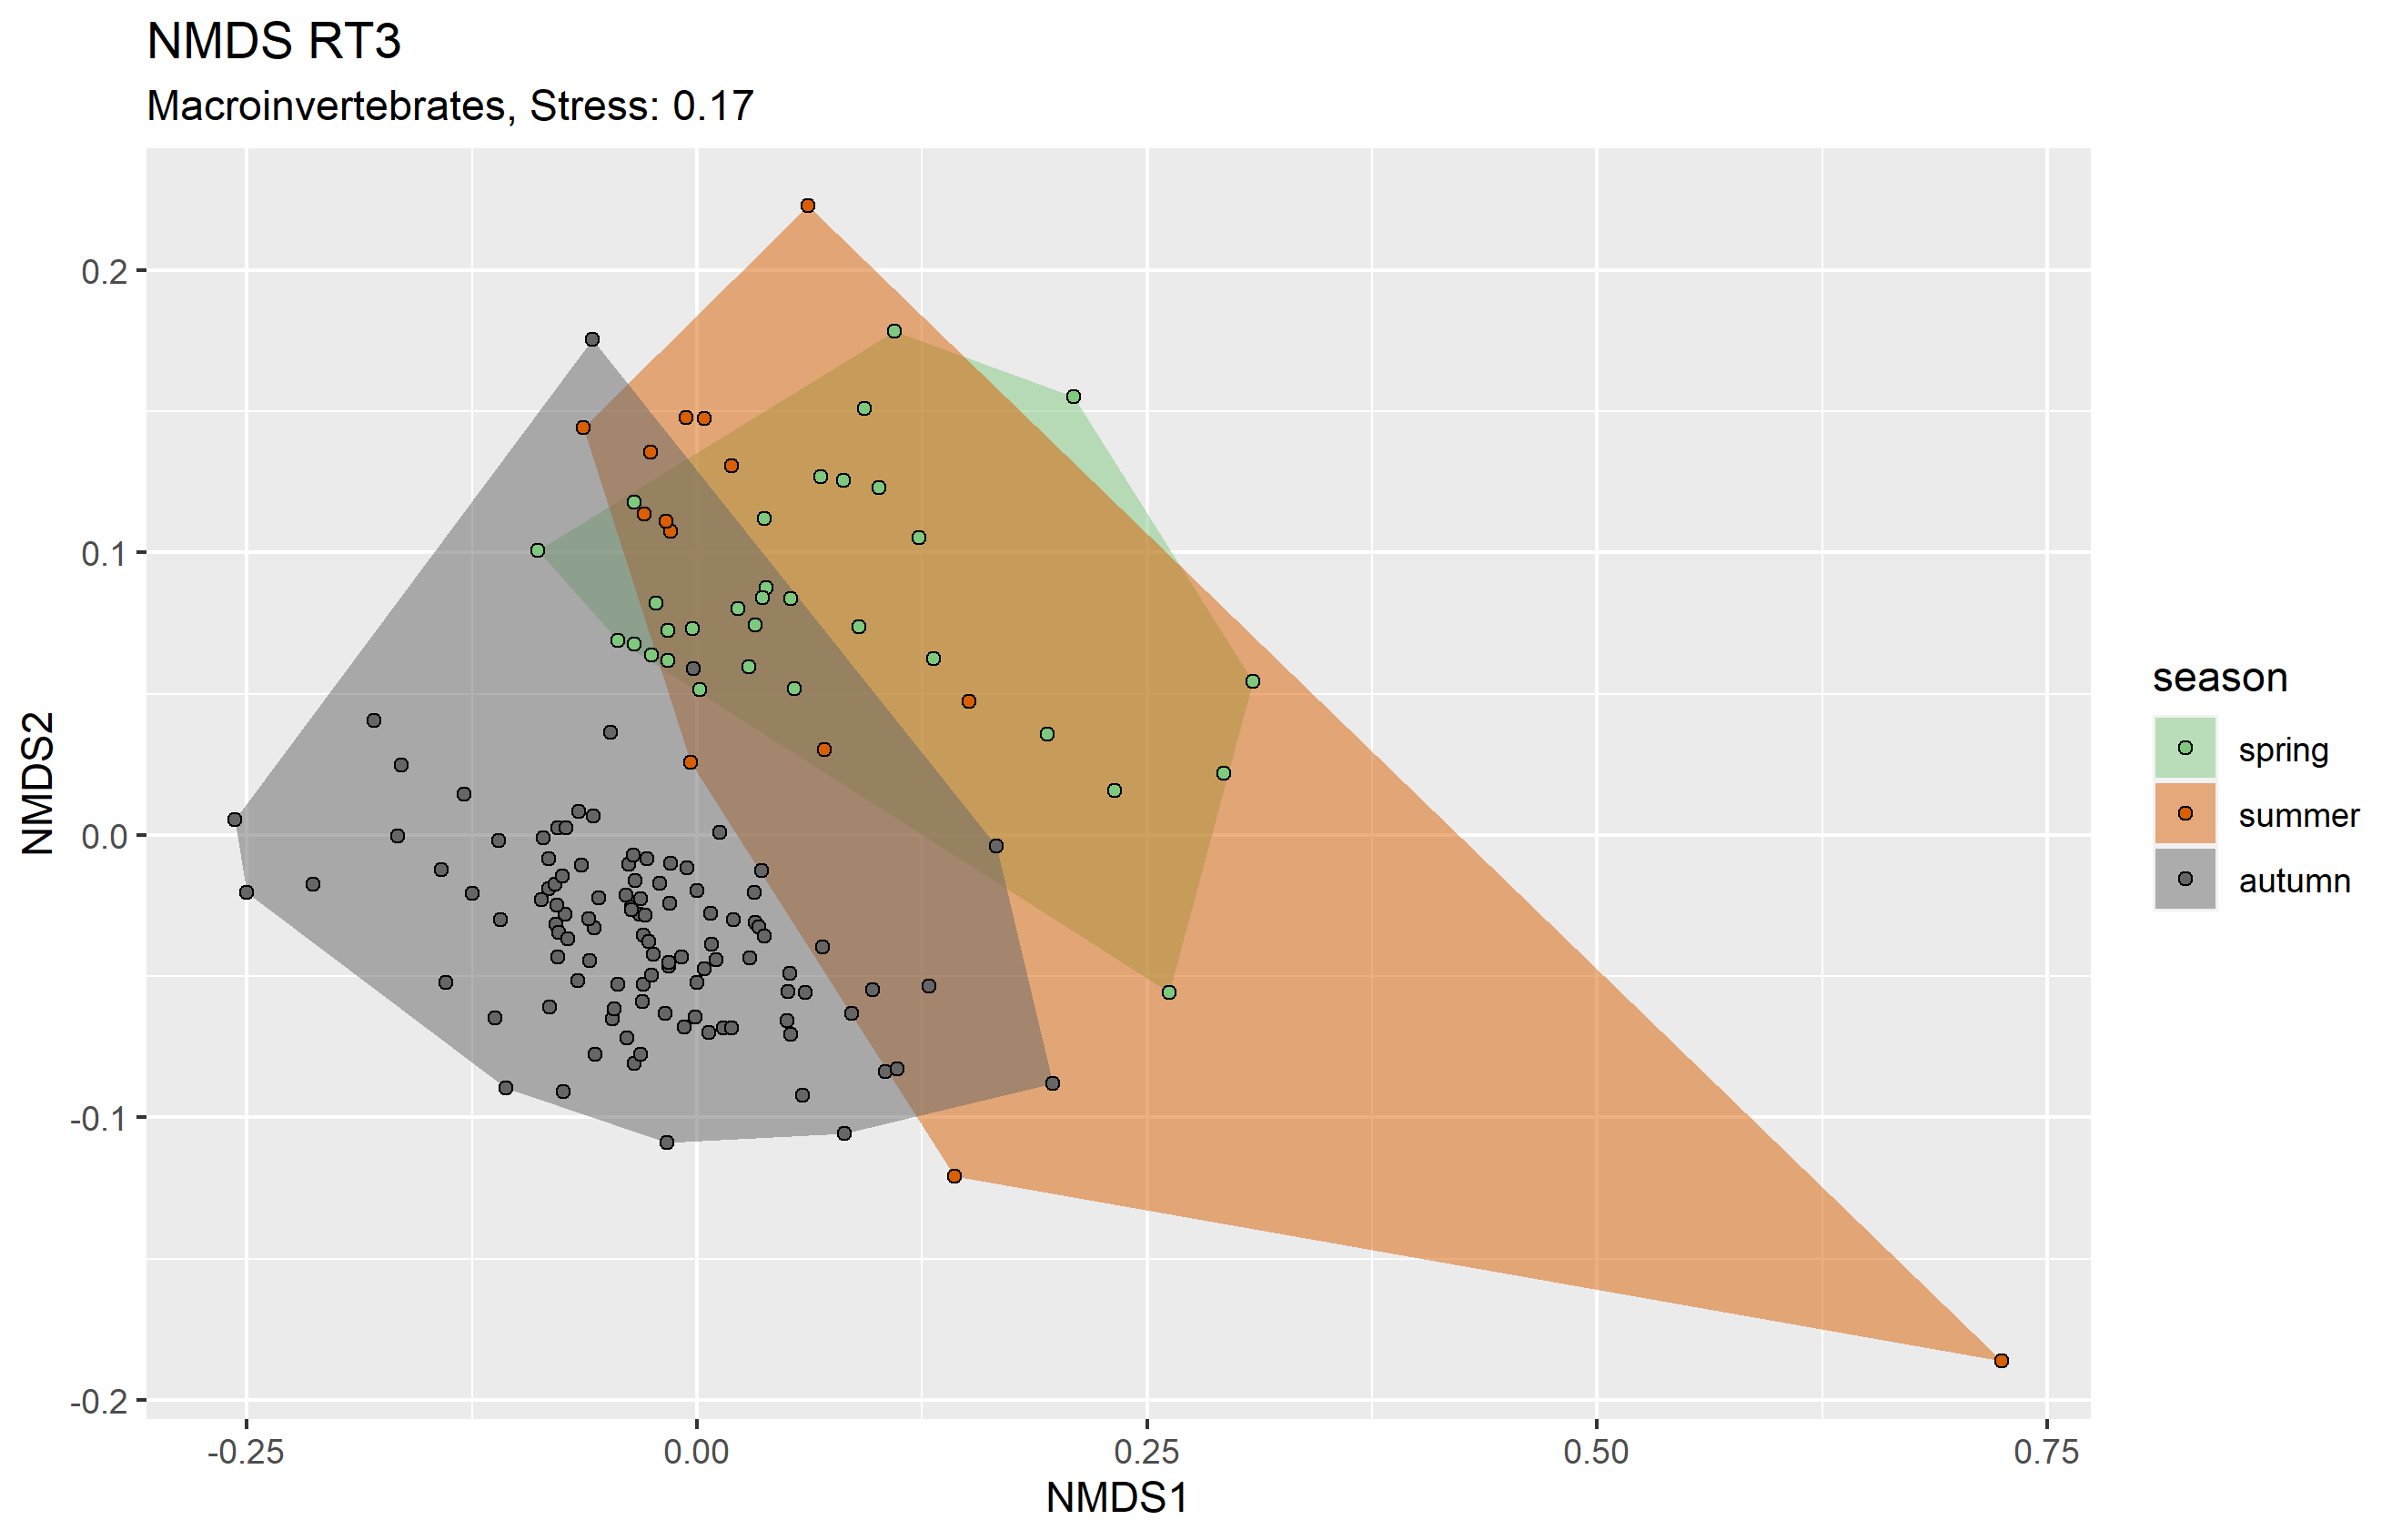 NMDS RT3
Macroinvertebrates, Stress: 0.17
0.2
0.1
0.0
-0.1
-0.2
NMDS2
-0.25
0.00
0.25
0.50
0.75
NMDS1
season
spring
summer
autumn